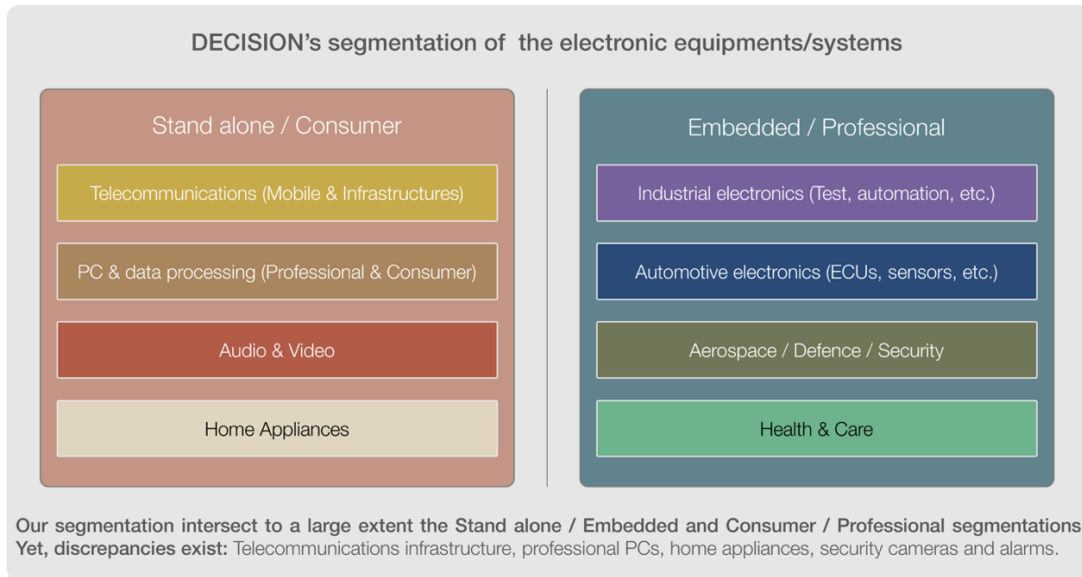 DECISION's segmentation of the electronic equipments/systems
Stand alone / Consumer
Telecommunications (Mobile & Infrastructures)
PC & data processing (Professional & Consumer)
Audio & Video
Home Appliances
Embedded / Professional
Industrial electronics (Test, automation, etc.)
Automotive electronics (ECUs, sensors, etc.)
Aerospace / Defence / Security
Health & Care
Our segmentation intersect to a large extent the Stand alone / Embedded and Consumer / Professional segmentations
Yet, discrepancies exist: Telecommunications infrastructure, professional PCs, home appliances, security cameras and alarms.